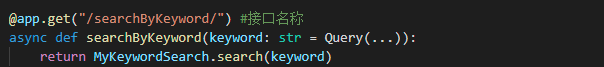 @app.get("/searchByKeyword/") #接口名称
async def searchByKeyword(keyword: str = Query(...)):
    return MyKeywordSearch.search(keyword)